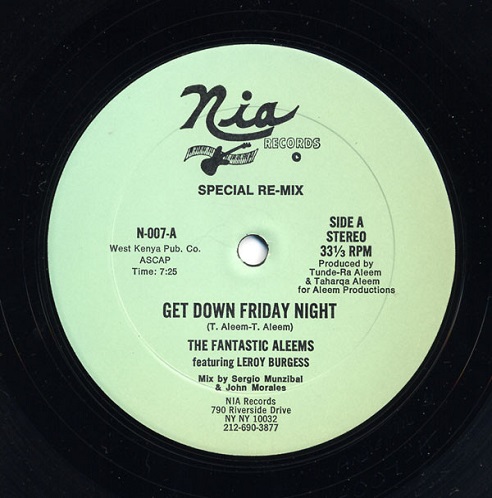 Nia
RECORDS
SPECIAL RE-MIX
N-007-A
West Kenya Pub. Co.
ASCAP
Time: 7:25
SIDE A
STEREO
33⅓ RPM
Produced by
Tunde-Ra Aleem
& Taharqa Aleem
for Aleem Productions
GET DOWN FRIDAY NIGHT
(T. Aleem-T. Aleem)
THE FANTASTIC ALEEMS
featuring LEROY BURGESS
Mix by Sergio Munzibal
& John Morales
NIA Records
790 Riverside Drive
NY NY 10032
212-690-3877